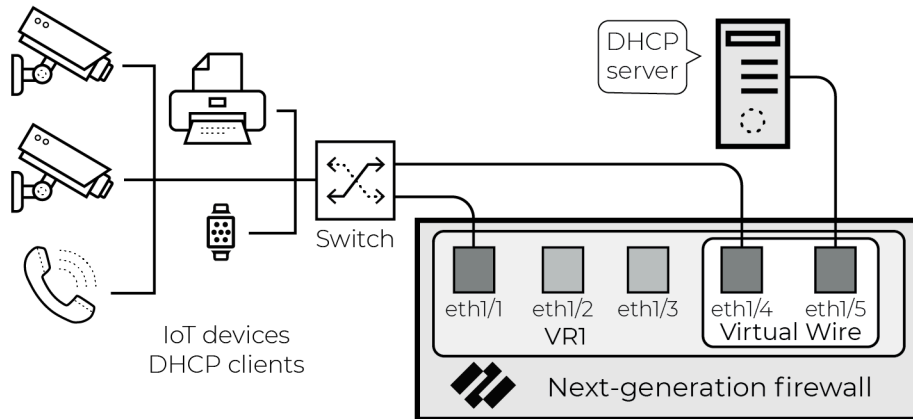 DHCP
server
Switch
IoT devices
DHCP clients
eth1/1
eth1/2
eth1/3
eth1/4
eth1/5
VR1
Virtual Wire
Next-generation firewall